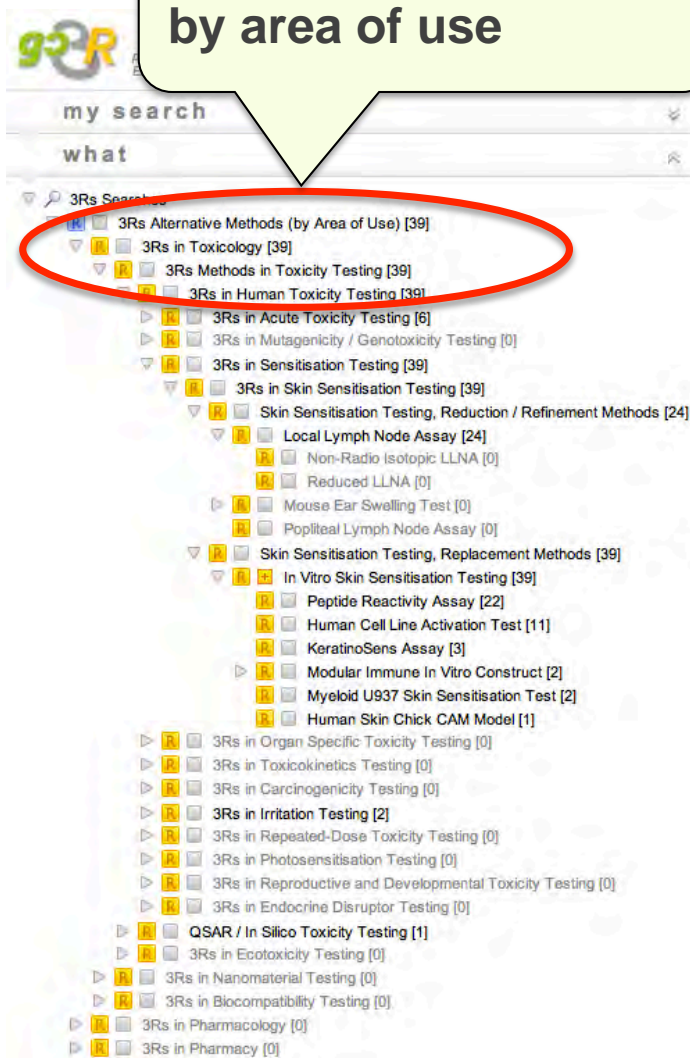 by area of use
go3R
my search
what
3Rs Searches
3Rs Alternative Methods (by Area of Use) [39]
3Rs in Toxicology [39]
3Rs Methods in Toxicity Testing [39]
3Rs in Human Toxicity Testing [39]
3Rs in Acute Toxicity Testing [6]
3Rs in Mutagenicity / Genotoxicity Testing [0]
3Rs in Sensitisation Testing [39]
3Rs in Skin Sensitisation Testing [39]
Skin Sensitisation Testing, Reduction / Refinement Methods [24]
Local Lymph Node Assay [24]
Non-Radio Isotopic LLNA [0]
Reduced LLNA [0]
Mouse Ear Swelling Test [0]
Popliteal Lymph Node Assay [0]
Skin Sensitisation Testing, Replacement Methods [39]
In Vitro Skin Sensitisation Testing [39]
Peptide Reactivity Assay [22]
Human Cell Line Activation Test [11]
KeratinoSens Assay [3]
Modular Immune In Vitro Construct [2]
Myeloid U937 Skin Sensitisation Test [2]
Human Skin Chick CAM Model [1]
3Rs in Organ Specific Toxicity Testing [0]
3Rs in Toxicokinetics Testing [0]
3Rs in Carcinogenicity Testing [0]
3Rs in Irritation Testing [2]
3Rs in Repeated-Dose Toxicity Testing [0]
3Rs in Photosensitisation Testing [0]
3Rs in Reproductive and Developmental Toxicity Testing [0]
3Rs in Endocrine Disruptor Testing [0]
QSAR / In Silico Toxicity Testing [1]
3Rs in Ecotoxicity Testing [0]
3Rs in Nanomaterial Testing [0]
3Rs in Biocompatibility Testing [0]
3Rs in Pharmacology [0]
3Rs in Pharmacy [0]